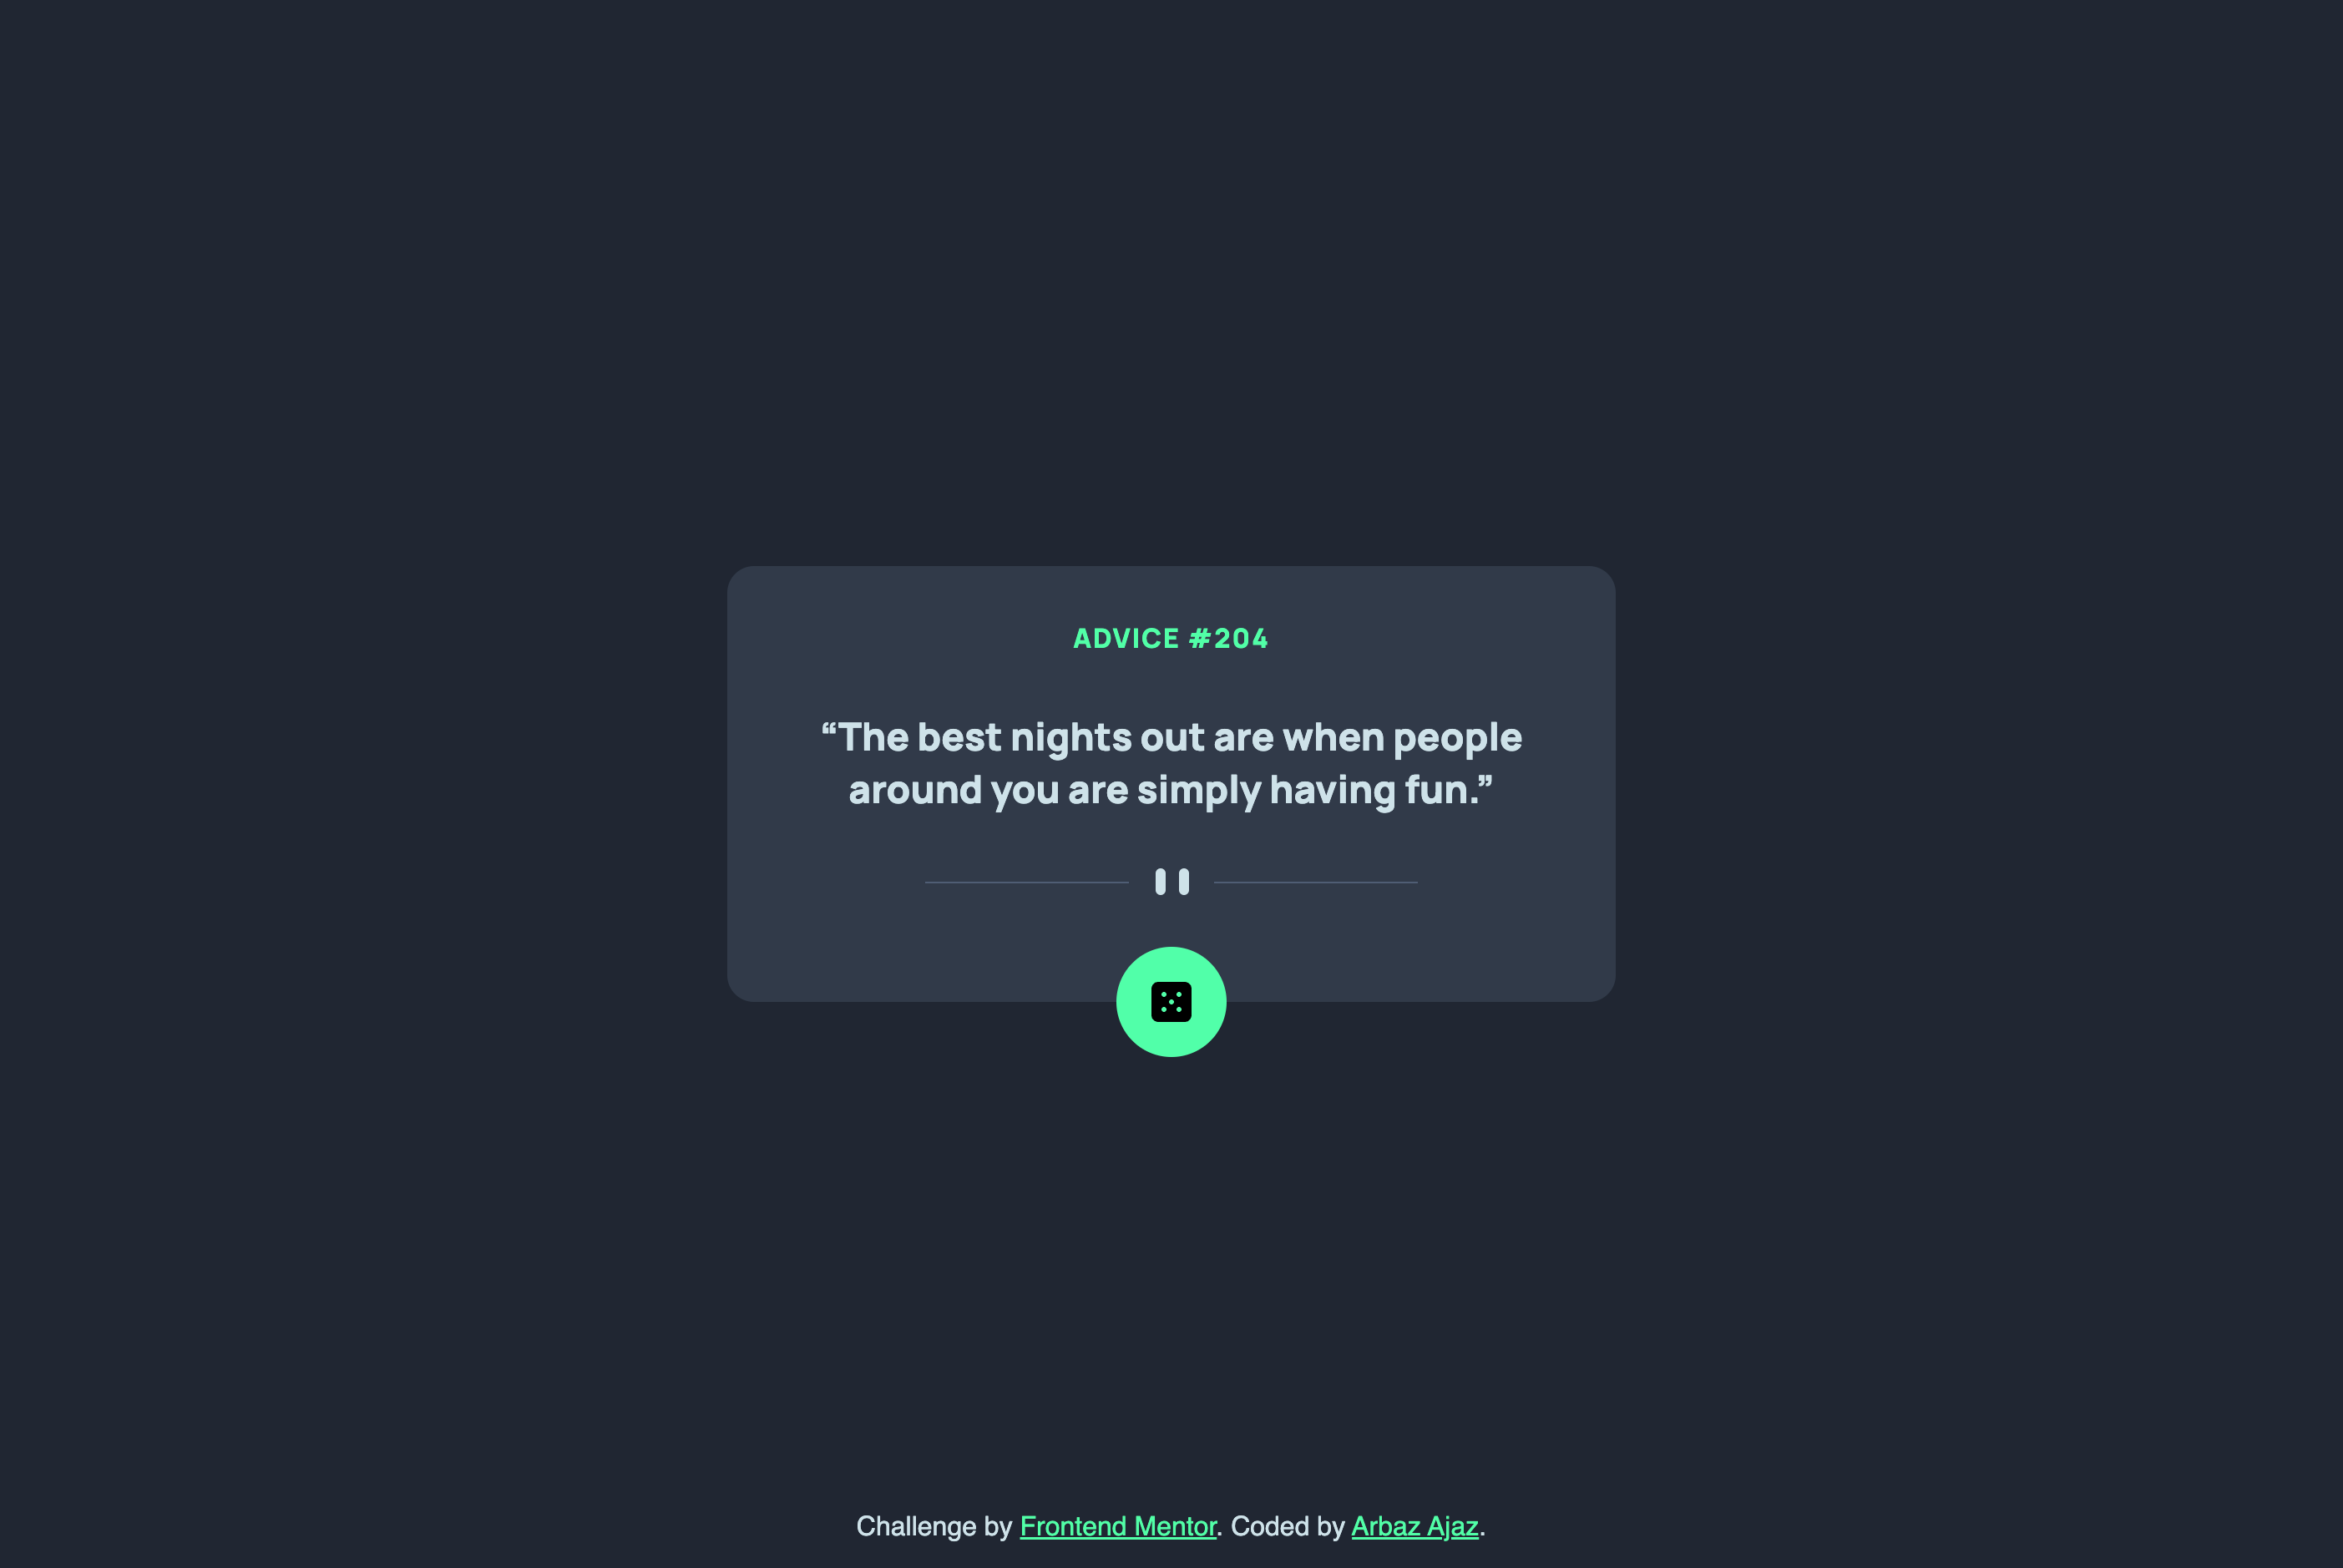 ADVICE #204
“The best nights out are when people
around you are simply having fun.”
Challenge by Frontend Mentor. Coded by Arbaz Ajaz.